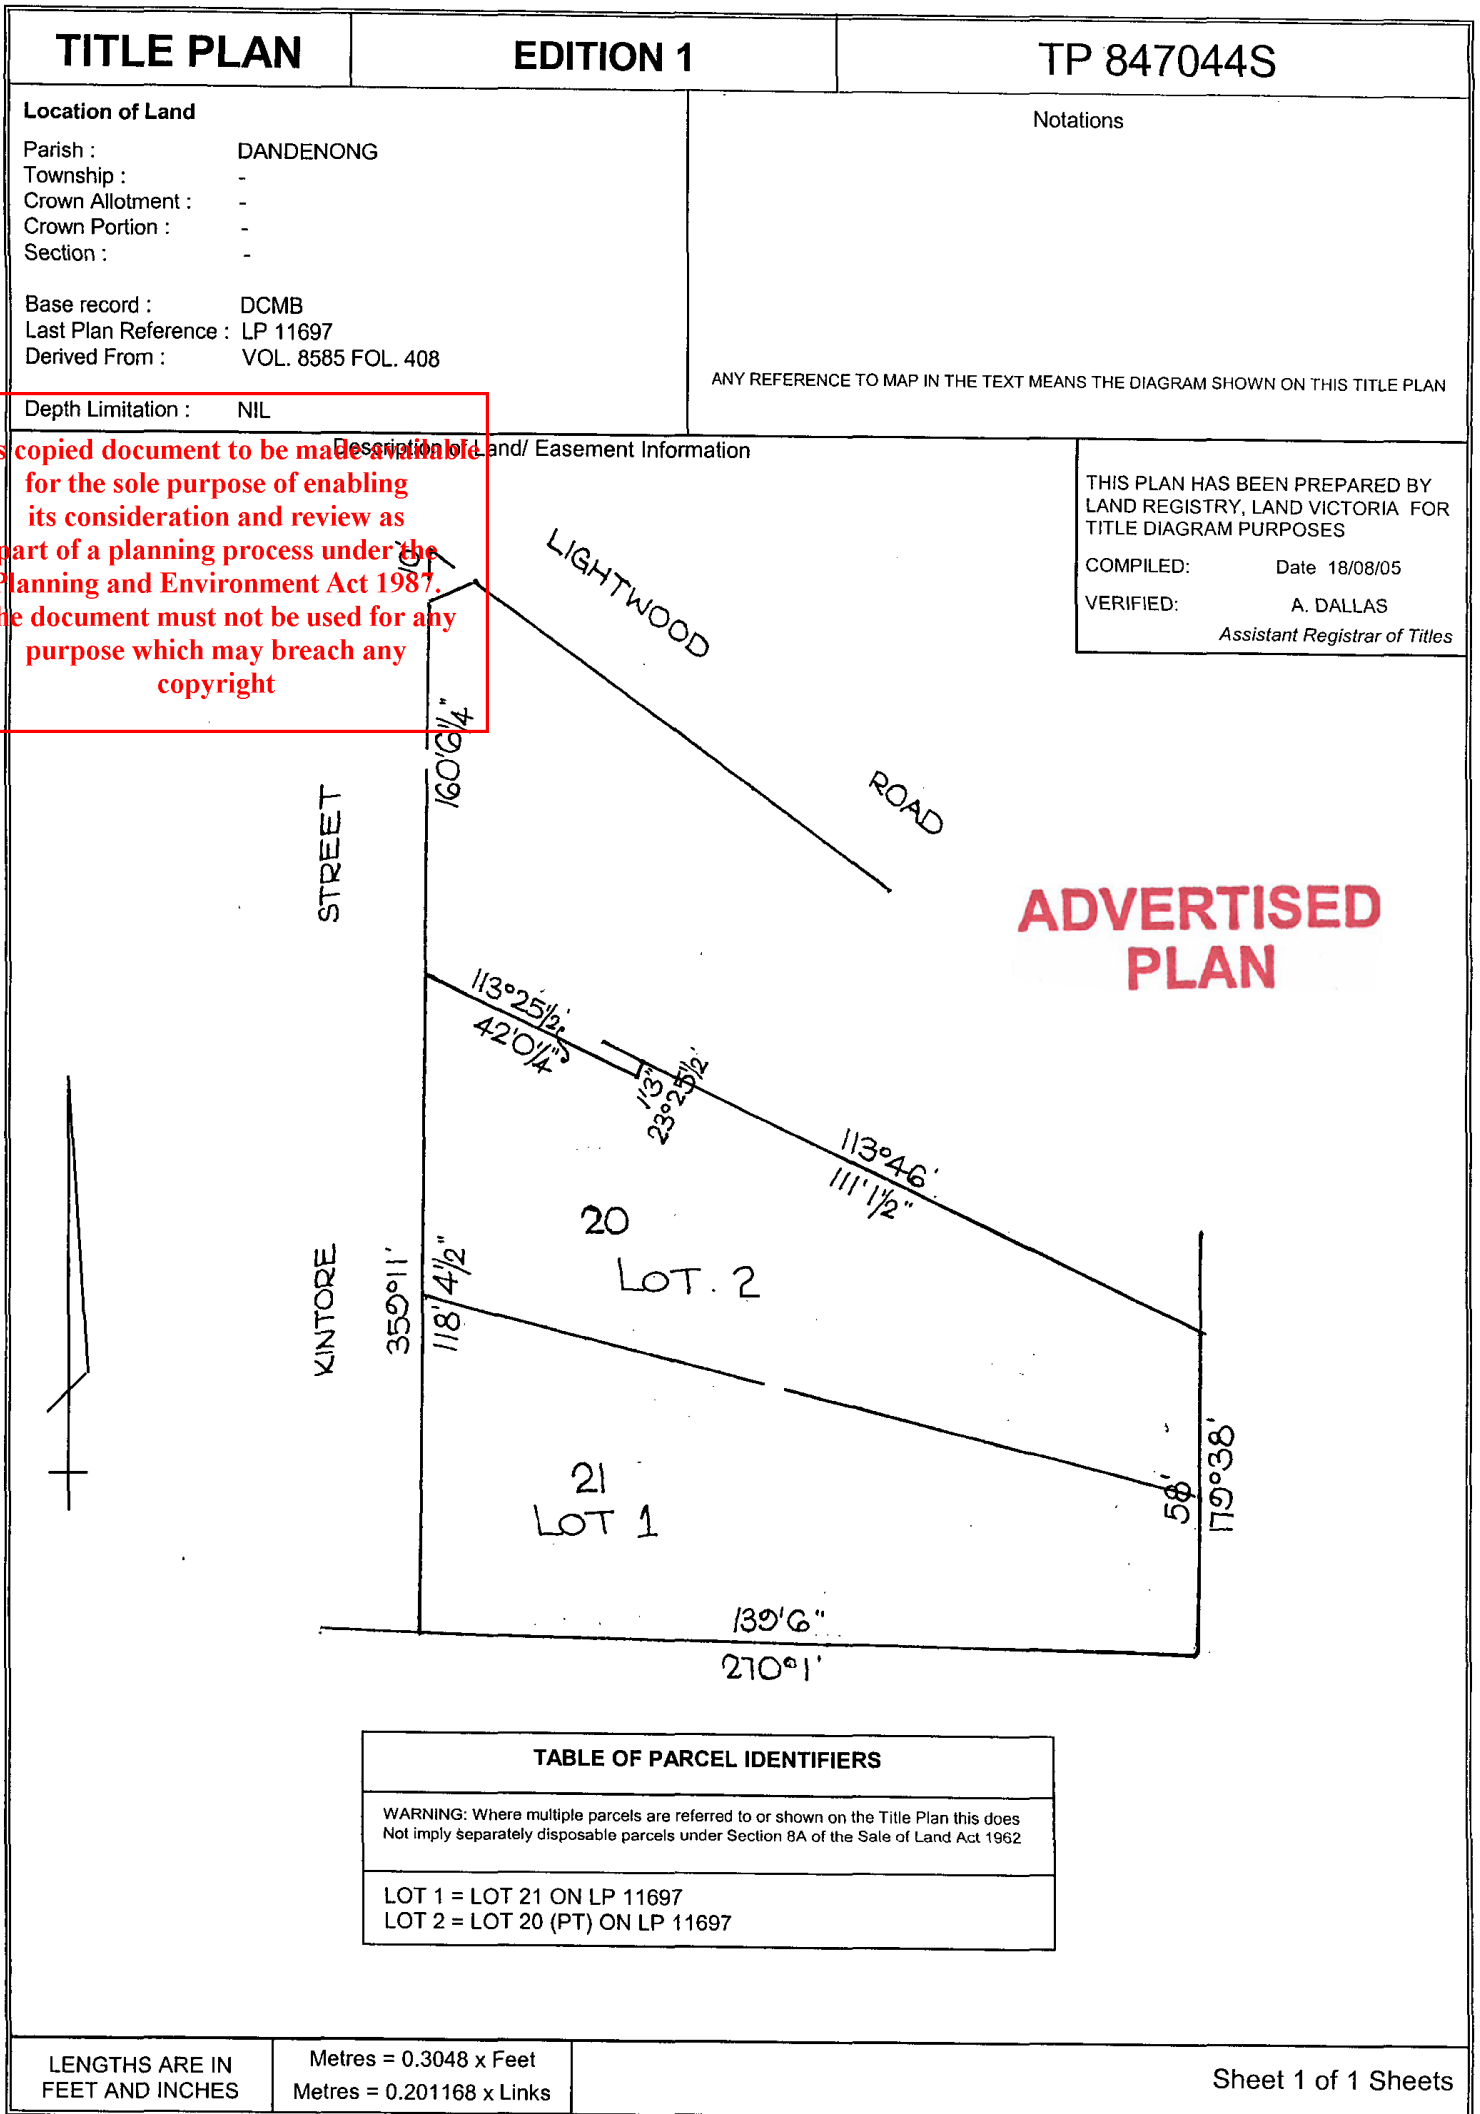 TITLE PLAN
EDITION 1
TP 847044S
Location of Land
Parish : DANDENONG
Township : -
Crown Allotment : -
Crown Portion : -
Section : -
Base record : DCMB
Last Plan Reference : LP 11697
Derived From : VOL. 8585 FOL. 408
Depth Limitation : NIL
Notations
ANY REFERENCE TO MAP IN THE TEXT MEANS THE DIAGRAM SHOWN ON THIS TITLE PLAN
Description of Land/ Easement Information
copied document to be made available
for the sole purpose of enabling
its consideration and review as
part of a planning process under the
Planning and Environment Act 1987.
document must not be used for any
purpose which may breach any
copyright
THIS PLAN HAS BEEN PREPARED BY
LAND REGISTRY, LAND VICTORIA FOR
TITLE DIAGRAM PURPOSES
COMPILED: Date 18/08/05
VERIFIED: A. DALLAS
Assistant Registrar of Titles
LIGHTWOOD
ROAD
160'6¼"
STREET
ADVERTISED
PLAN
113°25½'
42'0¼"
1'3"
23°25½'
113°46'
111'1½"
20
LOT. 2
KINTORE
359°11'
118'4½"
58'
179°38'
21
LOT 1
139'6"
270°1'
TABLE OF PARCEL IDENTIFIERS
WARNING: Where multiple parcels are referred to or shown on the Title Plan this does
Not imply separately disposable parcels under Section 8A of the Sale of Land Act 1962
LOT 1 = LOT 21 ON LP 11697
LOT 2 = LOT 20 (PT) ON LP 11697
LENGTHS ARE IN
FEET AND INCHES
Metres = 0.3048 x Feet
Metres = 0.201168 x Links
Sheet 1 of 1 Sheets